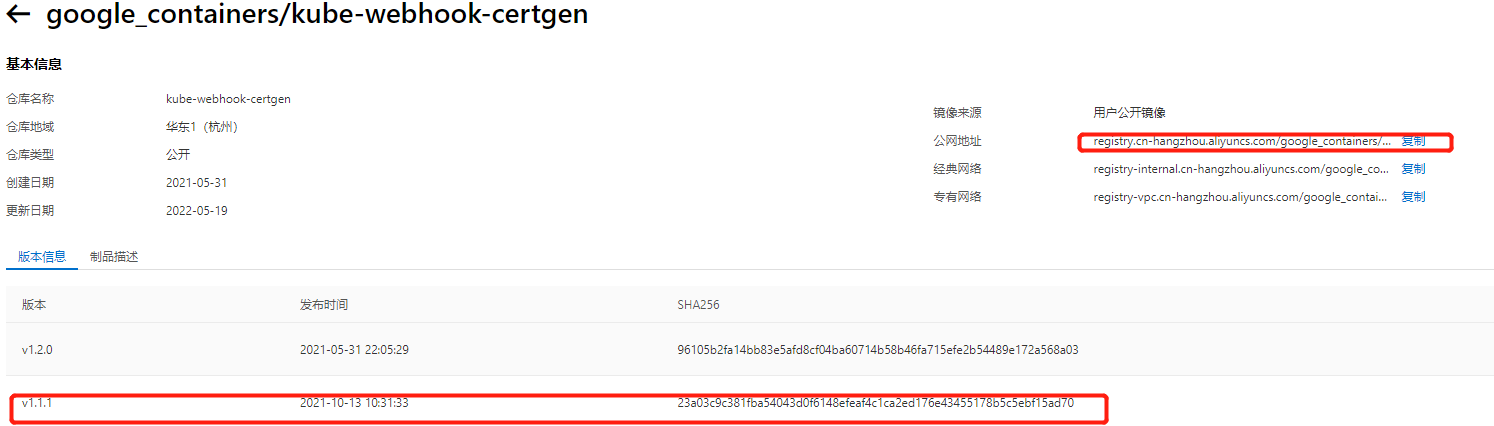 ← google_containers/kube-webhook-certgen
基本信息
仓库名称 kube-webhook-certgen
仓库地域 华东1（杭州）
仓库类型 公开
创建日期 2021-05-31
更新日期 2022-05-19
镜像来源 用户公开镜像
公网地址 registry.cn-hangzhou.aliyuncs.com/google_containers/... 复制
经典网络 registry-internal.cn-hangzhou.aliyuncs.com/google_co... 复制
专有网络 registry-vpc.cn-hangzhou.aliyuncs.com/google_contai... 复制
版本信息 制品描述
版本 发布时间 SHA256
v1.2.0 2021-05-31 22:05:29 96105b2fa14bb83e5afd8cf04ba60714b58b46fa715efe2b54489e172a568a03
v1.1.1 2021-10-13 10:31:33 23a03c9c381fba54043d0f6148efeaf4c1ca2ed176e43455178b5c5ebf15ad70